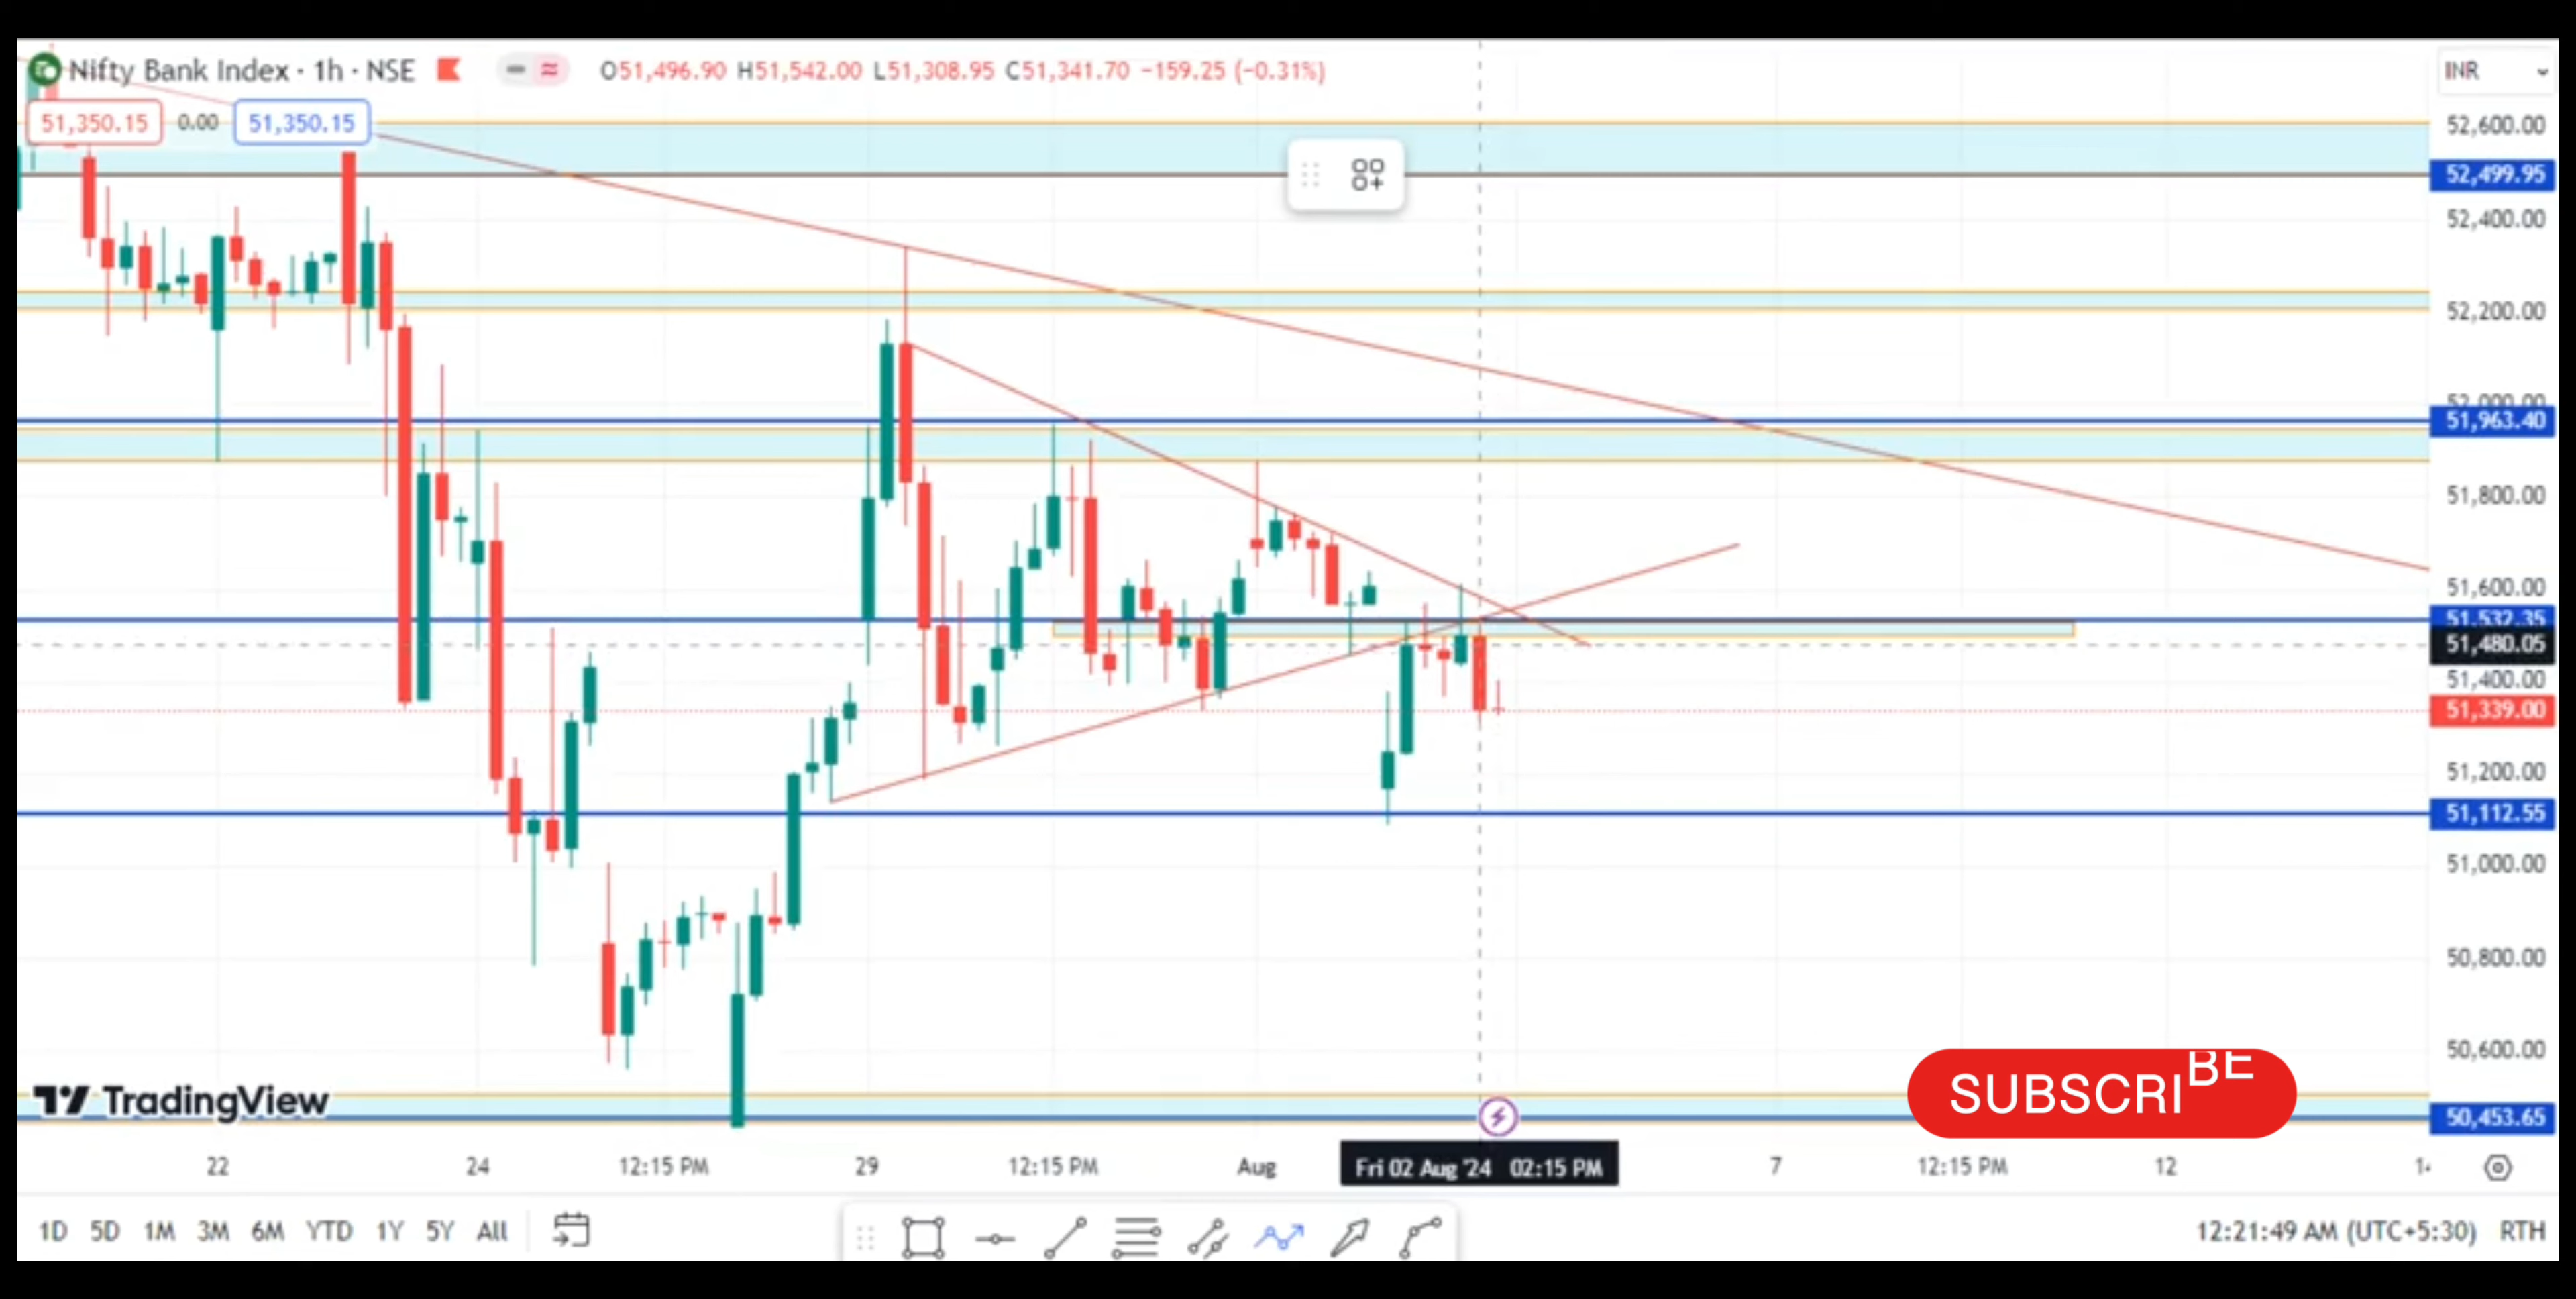 Nifty Bank Index · 1h · NSE O51,496.90 H51,542.00 L51,308.95 C51,341.70 −159.25 (−0.31%)
INR
51,350.15 0.00 51,350.15
52,600.00
52,499.95
52,400.00
52,200.00
52,000.00
51,963.40
51,800.00
51,600.00
51,532.35
51,480.05
51,400.00
51,339.00
51,200.00
51,112.55
51,000.00
50,800.00
50,600.00
SUBSCRIBE
TradingView
50,453.65
22 24 12:15 PM 29 12:15 PM Aug Fri 02 Aug '24 02:15 PM 7 12:15 PM 12
1D 5D 1M 3M 6M YTD 1Y 5Y All 12:21:49 AM (UTC+5:30) RTH